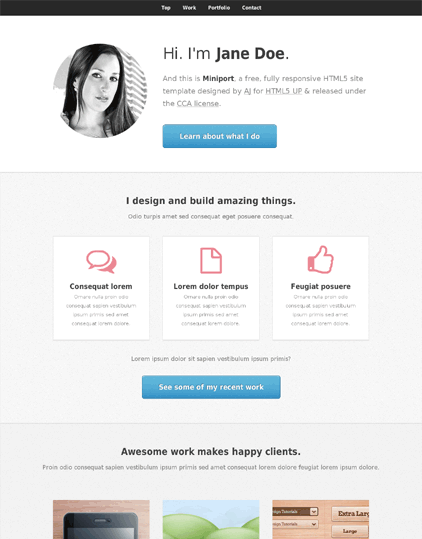 Top Work Portfolio Contact
Hi. I'm Jane Doe.
And this is Miniport, a free, fully responsive HTML5 site
template designed by AJ for HTML5 UP & released under
the CCA license.
Learn about what I do
I design and build amazing things.
Odio turpis amet sed consequat eget posuere consequat.
Consequat lorem
Ornare nulla proin odio
consequat sapien vestibulum
ipsum primis sed amet
consequat lorem dolore.
Lorem dolor tempus
Ornare nulla proin odio
consequat sapien vestibulum
ipsum primis sed amet
consequat lorem dolore.
Feugiat posuere
Ornare nulla proin odio
consequat sapien vestibulum
ipsum primis sed amet
consequat lorem dolore.
Lorem ipsum dolor sit sapien vestibulum ipsum primis?
See some of my recent work
Awesome work makes happy clients.
Proin odio consequat sapien vestibulum ipsum primis sed amet consequat lorem dolore feugiat lorem ipsum dolore.
sign Tutorials
Extra Larg
sign Tutorials
Large